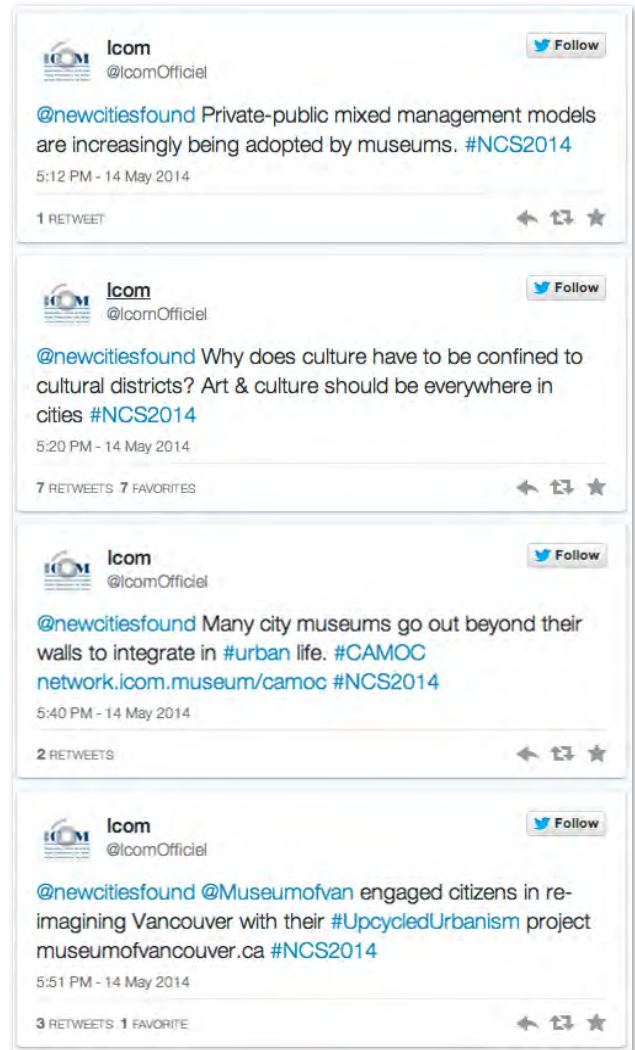 Icom
Follow
@IcomOfficiel
@newcitiesfound Private-public mixed management models
are increasingly being adopted by museums. #NCS2014
5:12 PM - 14 May 2014
1 RETWEET
Icom
Follow
@IcomOfficiel
@newcitiesfound Why does culture have to be confined to
cultural districts? Art & culture should be everywhere in
cities #NCS2014
5:20 PM - 14 May 2014
7 RETWEETS 7 FAVORITES
Icom
Follow
@IcomOfficiel
@newcitiesfound Many city museums go out beyond their
walls to integrate in #urban life. #CAMOC
network.icom.museum/camoc #NCS2014
5:40 PM - 14 May 2014
2 RETWEETS
Icom
Follow
@IcomOfficiel
@newcitiesfound @Museumofvan engaged citizens in re-
imagining Vancouver with their #UpcycledUrbanism project
museumofvancouver.ca #NCS2014
5:51 PM - 14 May 2014
3 RETWEETS 1 FAVORITE